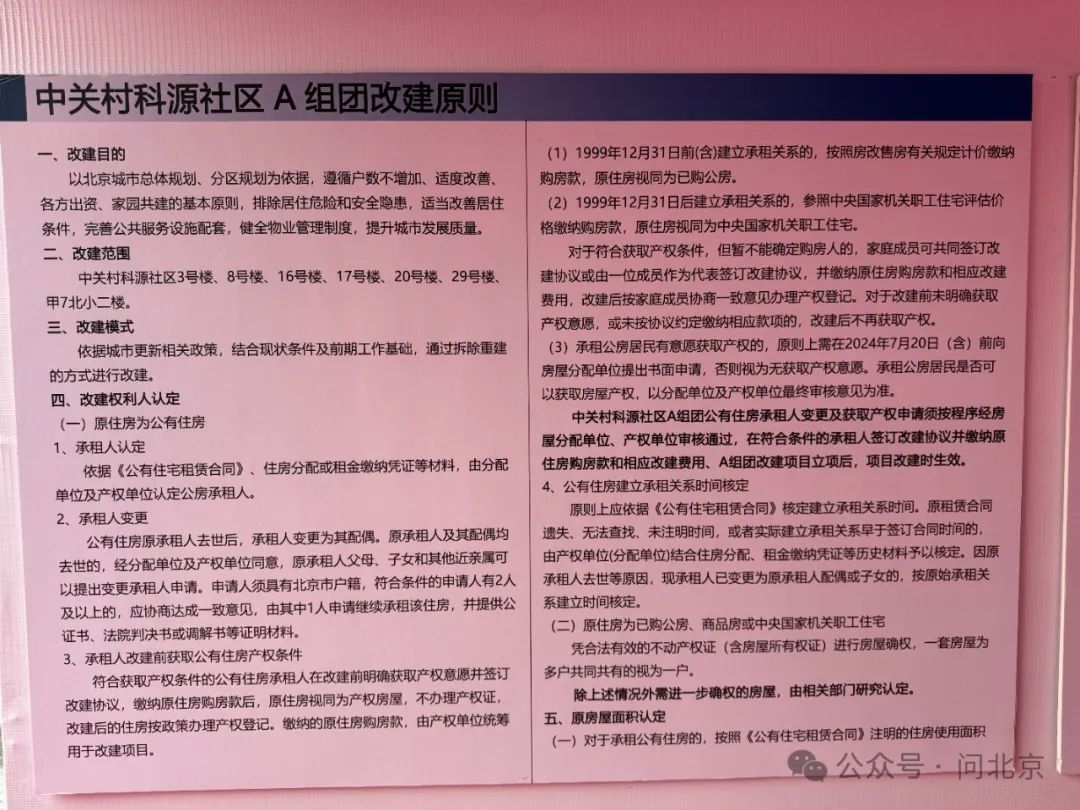 中关村科源社区 A 组团改建原则
一、改建目的
以北京城市总体规划、分区规划为依据，遵循户数不增加、适度改善、
各方出资、家园共建的基本原则，排除居住危险和安全隐患，适当改善居住
条件，完善公共服务设施配套，健全物业管理制度，提升城市发展质量。
二、改建范围
中关村科源社区3号楼、8号楼、16号楼、17号楼、20号楼、29号楼、
甲7北小二楼。
三、改建模式
依据城市更新相关政策，结合现状条件及前期工作基础，通过拆除重建
的方式进行改建。
四、改建权利人认定
（一）原住房为公有住房
1、承租人认定
依据《公有住宅租赁合同》、住房分配或租金缴纳凭证等材料，由分配
单位及产权单位认定公房承租人。
2、承租人变更
公有住房原承租人去世后，承租人变更为其配偶。原承租人及其配偶均
去世的，经分配单位及产权单位同意，原承租人父母、子女和其他近亲属可
以提出变更承租人申请。申请人须具有北京市户籍，符合条件的申请人有2人
及以上的，应协商达成一致意见，由其中1人申请继续承租该住房，并提供公
证书、法院判决书或调解书等证明材料。
3、承租人改建前获取公有住房产权条件
符合获取产权条件的公有住房承租人在改建前明确获取产权意愿并签订
改建协议，缴纳原住房购房款后，原住房视同为产权房屋，不办理产权证，
改建后的住房按政策办理产权登记。缴纳的原住房购房款，由产权单位统筹
用于改建项目。
（1）1999年12月31日前(含)建立承租关系的，按照房改售房有关规定计价缴纳
购房款，原住房视同为已购公房。
（2）1999年12月31日后建立承租关系的，参照中央国家机关职工住宅评估价
格缴纳购房款，原住房视同为中央国家机关职工住宅。
对于符合获取产权条件，但暂不能确定购房人的，家庭成员可共同签订改
建协议或由一位成员作为代表签订改建协议，并缴纳原住房购房款和相应改建
费用，改建后按家庭成员协商一致意见办理产权登记。对于改建前未明确获取
产权意愿，或未按协议约定缴纳相应款项的，改建后不再获取产权。
（3）承租公房居民有意愿获取产权的，原则上需在2024年7月20日（含）前向
房屋分配单位提出书面申请，否则视为无获取产权意愿。承租公房居民是否可
以获取房屋产权，以分配单位及产权单位最终审核意见为准。
中关村科源社区A组团公有住房承租人变更及获取产权申请须按程序经房
屋分配单位、产权单位审核通过，在符合条件的承租人签订改建协议并缴纳原
住房购房款和相应改建费用、A组团改建项目立项后，项目改建时生效。
4、公有住房建立承租关系时间核定
原则上应依据《公有住宅租赁合同》核定建立承租关系时间。原租赁合同
遗失、无法查找、未注明时间，或者实际建立承租关系早于签订合同时间的，
由产权单位(分配单位)结合住房分配、租金缴纳凭证等历史材料予以核定。因原
承租人去世等原因，现承租人已变更为原承租人配偶或子女的，按原始承租关
系建立时间核定。
（二）原住房为已购公房、商品房或中央国家机关职工住宅
凭合法有效的不动产权证（含房屋所有权证）进行房屋确权，一套房屋为
多户共同共有的视为一户。
除上述情况外需进一步确权的房屋，由相关部门研究认定。
五、原房屋面积认定
（一）对于承租公有住房的，按照《公有住宅租赁合同》注明的住房使用面积
公众号 · 问北京